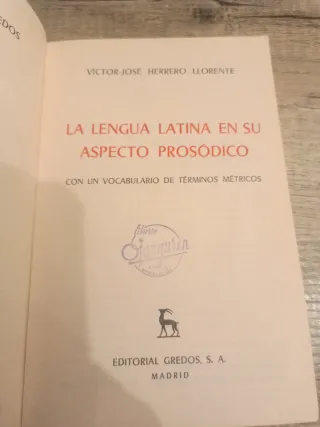 EDOS
VÍCTOR-JOSÉ HERRERO LLORENTE
LA LENGUA LATINA EN SU
ASPECTO PROSÓDICO
CON UN VOCABULARIO DE TÉRMINOS MÉTRICOS
EDITORIAL GREDOS, S. A.
MADRID